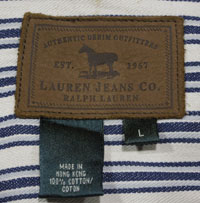 AUTHENTIC DENIM OUTFITTERS
EST. 1967
LAUREN JEANS CO.
RALPH LAUREN
L
MADE IN
HONG KONG
100% COTTON/
COTON